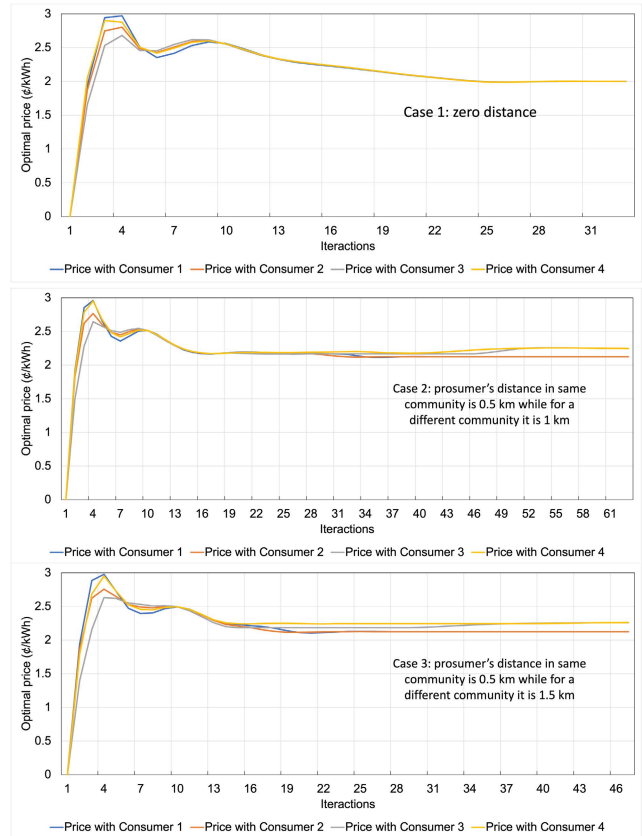 3
2.5
2
1.5
1
0.5
0
Optimal price (¢/kWh)
Case 1: zero distance
1 4 7 10 13 16 19 22 25 28 31
Iteractions
Price with Consumer 1 Price with Consumer 2 Price with Consumer 3 Price with Consumer 4
3
2.5
2
1.5
1
0.5
0
Optimal price (¢/kWh)
Case 2: prosumer's distance in same
community is 0.5 km while for a
different community it is 1 km
1 4 7 10 13 16 19 22 25 28 31 34 37 40 43 46 49 52 55 58 61
Iteractions
Price with Consumer 1 Price with Consumer 2 Price with Consumer 3 Price with Consumer 4
3
2.5
2
1.5
1
0.5
0
Optimal price (¢/kWh)
Case 3: prosumer's distance in same
community is 0.5 km while for a
different community it is 1.5 km
1 4 7 10 13 16 19 22 25 28 31 34 37 40 43 46
Iteractions
Price with Consumer 1 Price with Consumer 2 Price with Consumer 3 Price with Consumer 4